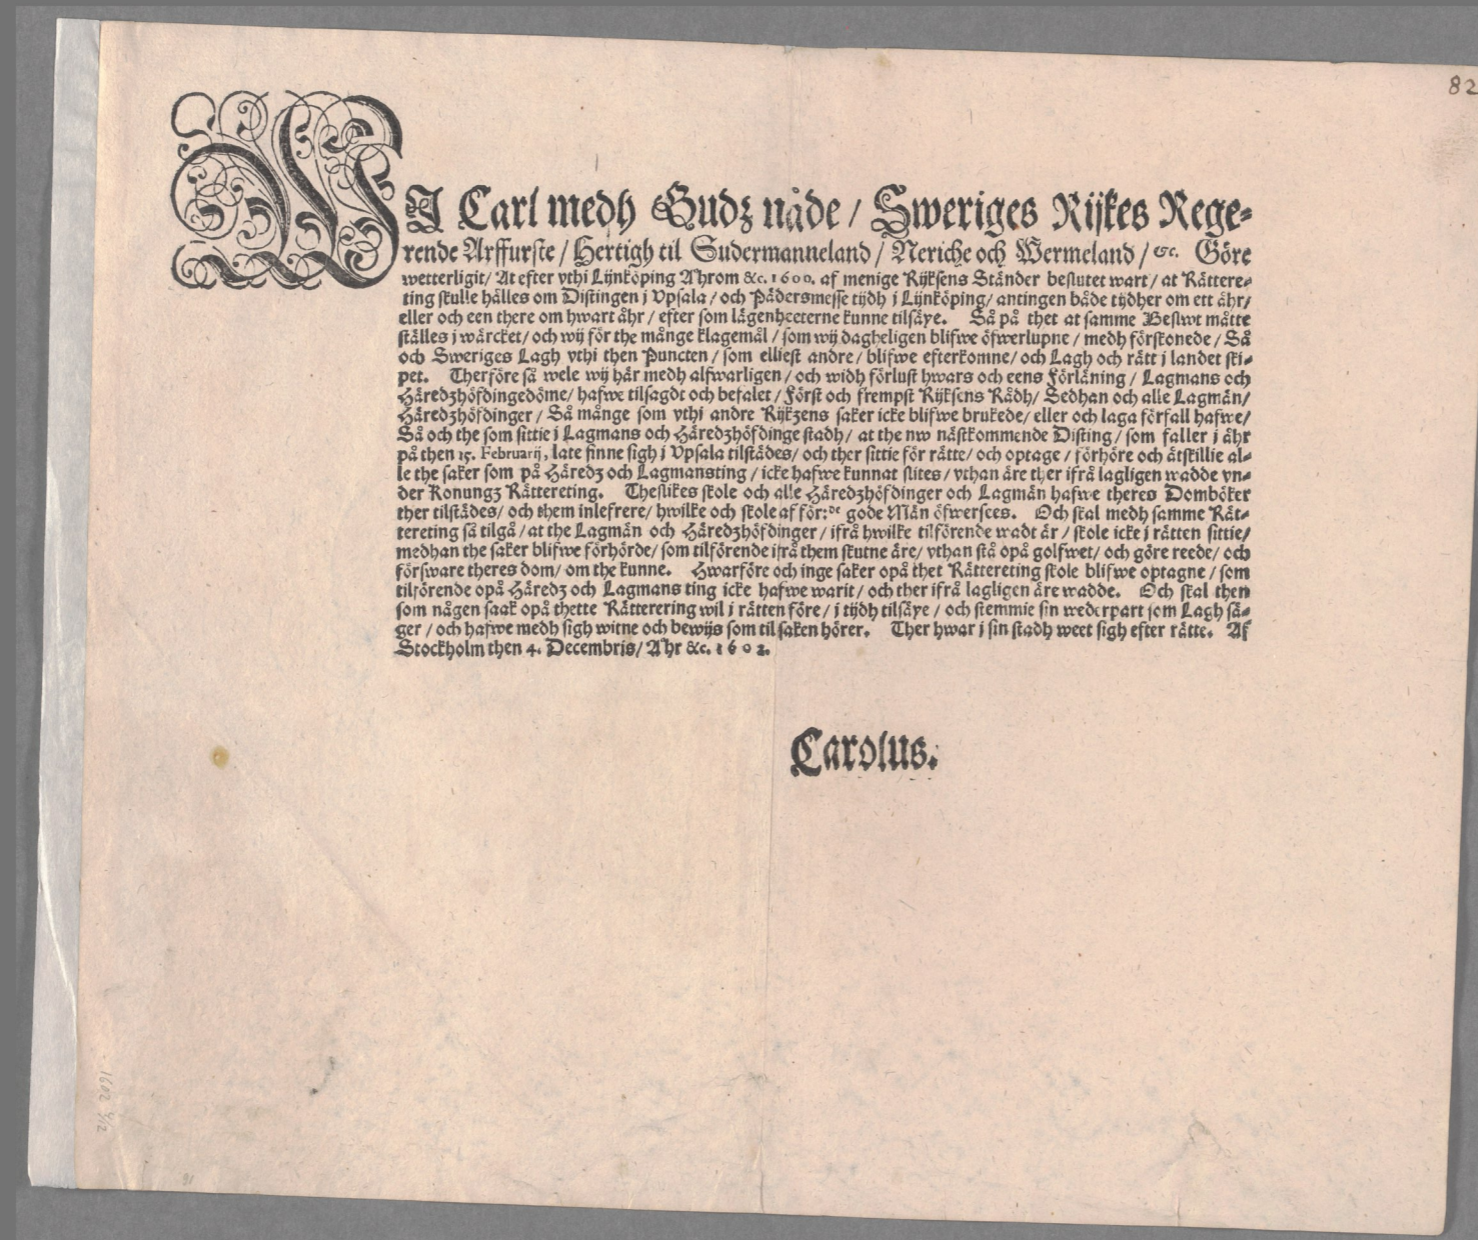 82
WJ Carl medh Gudz nåde / Sweriges Rijkes Rege⸗
rende Arffurste / Hertigh til Sudermanneland / Neriche och Wermeland / &c. Göre
wetterligit / At efter vthi Lijnköping Ahrom &c. 1600. af menige Rijksens Ständer beslutet wart / at Rättere⸗
ting skulle hålles om Distingen j Vpsala / och Pädersmesse tijdh j Lijnköping / antingen både tijdher om ett åhr /
eller och een there om hwart åhr / efter som lägenheeterne kunne tilsäye. Så på thet at samme Beslwt måtte
ställes j wärcket / och wij för the månge klagemål / som wij dagheligen blifwe öfwerlupne / medh förskonede / Så
och Sweriges Lagh vthi then Puncten / som elliest andre / blifwe efterkomne / och Lagh och rätt j landet ski⸗
pet. Therföre så wele wij här medh alfwarligen / och widh förlust hwars och eens Förläning / Lagmans och
Häredzhöfdingedöme / hafwe tilsagdt och befalet / Först och frempst Rijksens Rådh / Sedhan och alle Lagmän /
Häredzhöfdinger / Så månge som vthi andre Rijkzens saker icke blifwe brukede / eller och laga förfall hafwe /
Så och the som sittie j Lagmans och Häredzhöfdinge stadh / at the nw nästkommende Disting / som faller j åhr
på then 15. Februarij, late finne sigh j Vpsala tilstädes / och ther sittie för rätte / och optage / förhöre och åtskillie al⸗
le the saker som på Häredz och Lagmansting / icke hafwe kunnat slites / vthan äre ther ifrå lagligen wadde vn⸗
der Konungz Rättereting. Theslikes skole och alle Häredzhöfdinger och Lagmän hafwe theres Domböker
ther tilstädes / och them inlefrere / hwilke och skole af för:de gode Män öfwersees. Och skal medh samme Rät⸗
tereting så tilgå / at the Lagmän och Häredzhöfdinger / ifrå hwilke tilförende wadt är / skole icke j rätten sittie /
medhan the saker blifwe förhörde / som tilförende ifrå them skutne äre / vthan stå opå golfwet / och göre reede / och
förswäre theres dom / om the kunne. Hwarföre och inge saker opå thet Rättereting skole blifwe optagne / som
tilförende opå Häredz och Lagmans ting icke hafwe warit / och ther ifrå lagligen äre wadde. Och skal then
som någen saak opå thette Rätterering wil j rätten före / j tijdh tilsäye / och stemmie sin wederpart som Lagh sä⸗
ger / och hafwe medh sigh witne och bewijs som til saken hörer. Ther hwar j sin stadh weet sigh efter rätte. Af
Stockholm then 4. Decembris / Ahr &c. 1602.
Carolus.
1602 4/12